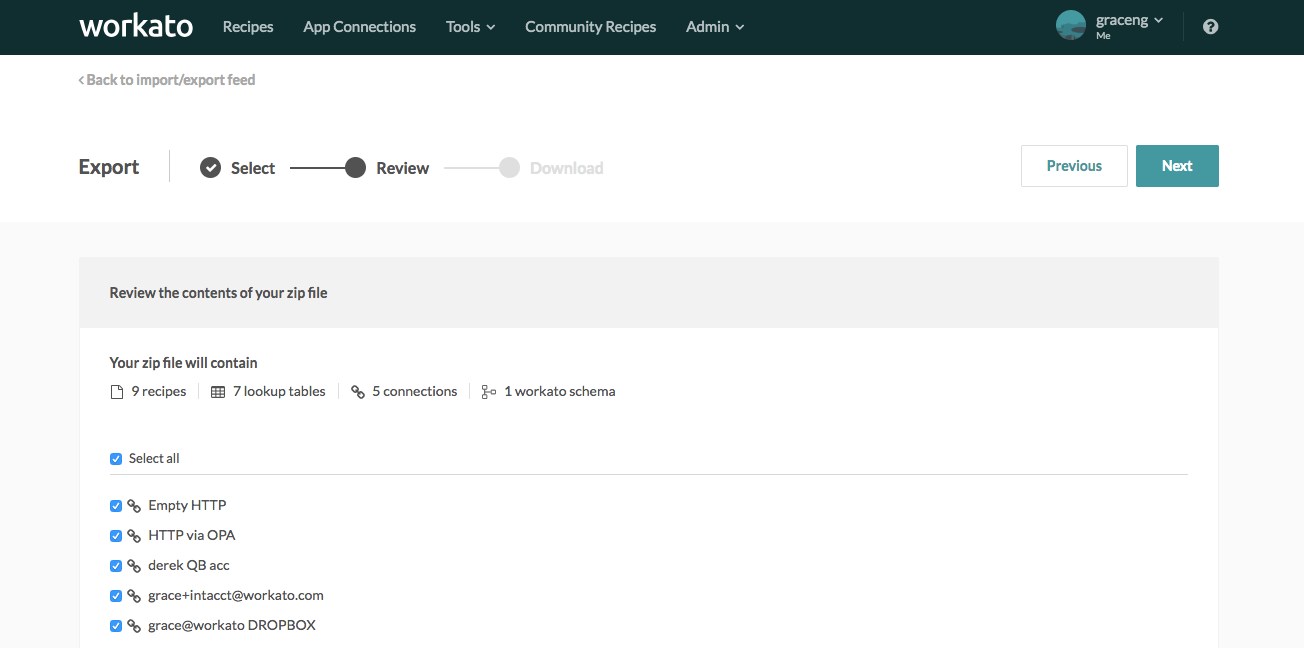 workato Recipes App Connections Tools Community Recipes Admin graceng
Me
Back to import/export feed
Export Select Review Download Previous Next
Review the contents of your zip file
Your zip file will contain
9 recipes 7 lookup tables 5 connections 1 workato schema
Select all
Empty HTTP
HTTP via OPA
derek QB acc
grace+intacct@workato.com
grace@workato DROPBOX